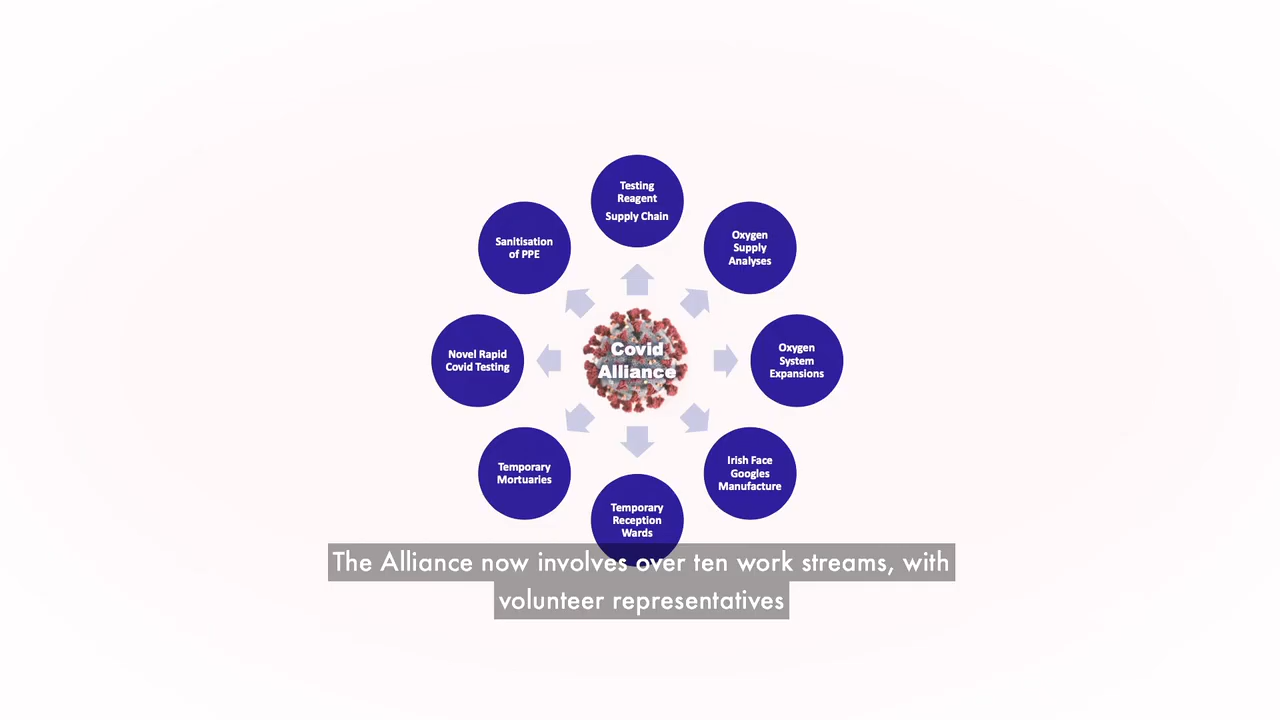 Testing
Reagent
Supply Chain
Oxygen
Supply
Analyses
Oxygen
System
Expansions
Irish Face
Googles
Manufacture
Temporary
Reception
Wards
Temporary
Mortuaries
Novel Rapid
Covid Testing
Sanitisation
of PPE
Covid
Alliance
The Alliance now involves over ten work streams, with
volunteer representatives